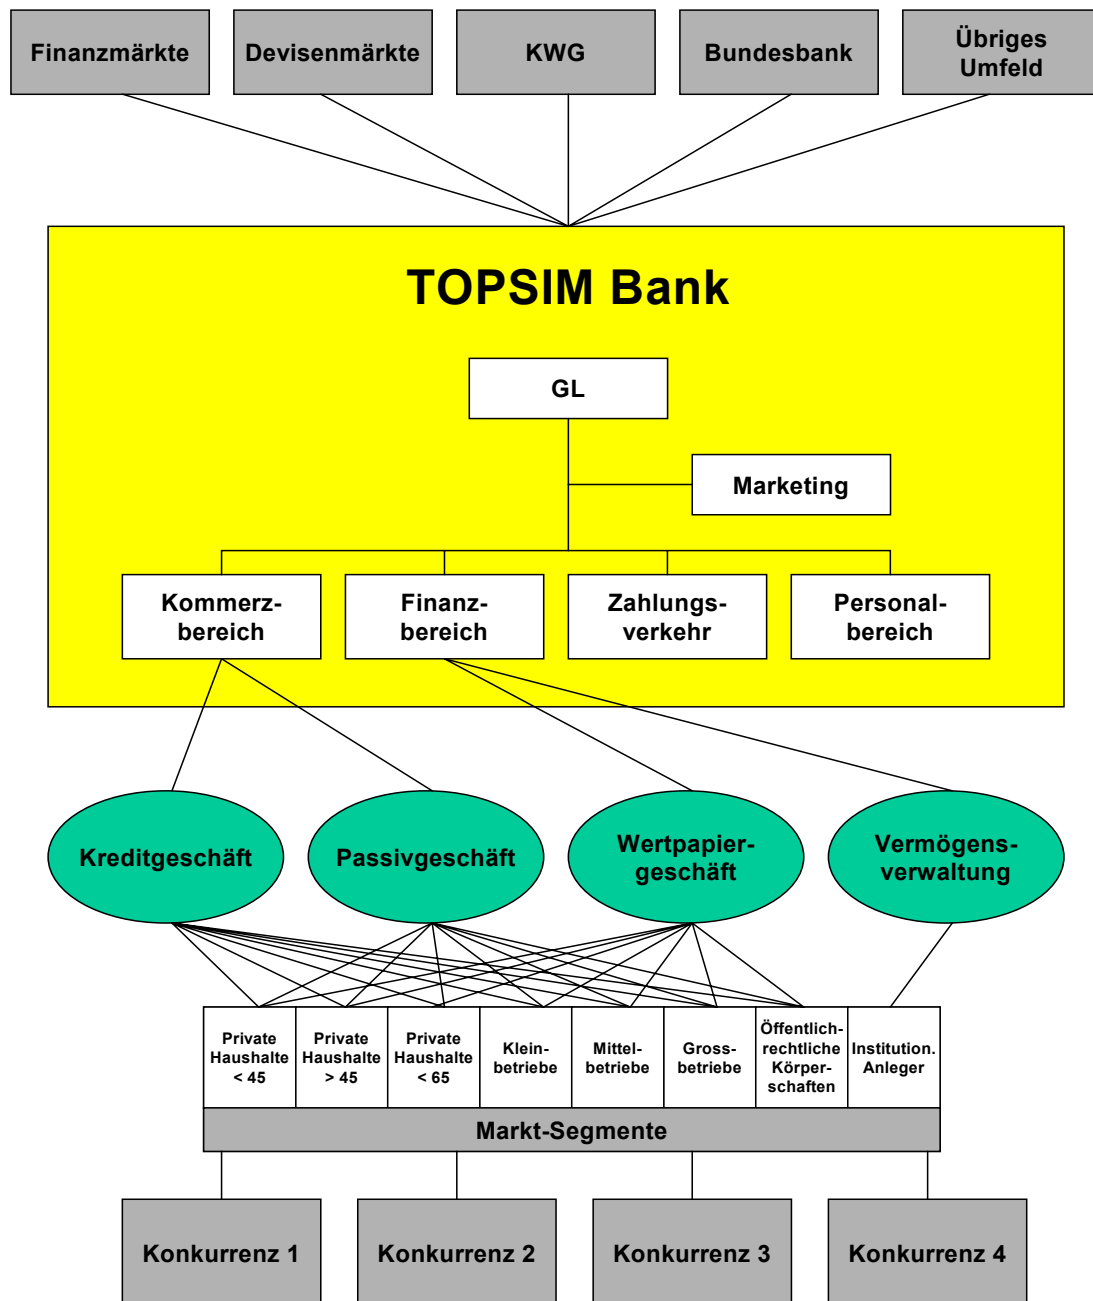 Finanzmärkte
Devisenmärkte
KWG
Bundesbank
Übriges
Umfeld
TOPSIM Bank
GL
Marketing
Kommerz-
bereich
Finanz-
bereich
Zahlungs-
verkehr
Personal-
bereich
Kreditgeschäft
Passivgeschäft
Wertpapier-
geschäft
Vermögens-
verwaltung
Private
Haushalte
< 45
Private
Haushalte
> 45
Private
Haushalte
< 65
Klein-
betriebe
Mittel-
betriebe
Gross-
betriebe
Öffentlich-
rechtliche
Körper-
schaften
Institution.
Anleger
Markt-Segmente
Konkurrenz 1
Konkurrenz 2
Konkurrenz 3
Konkurrenz 4